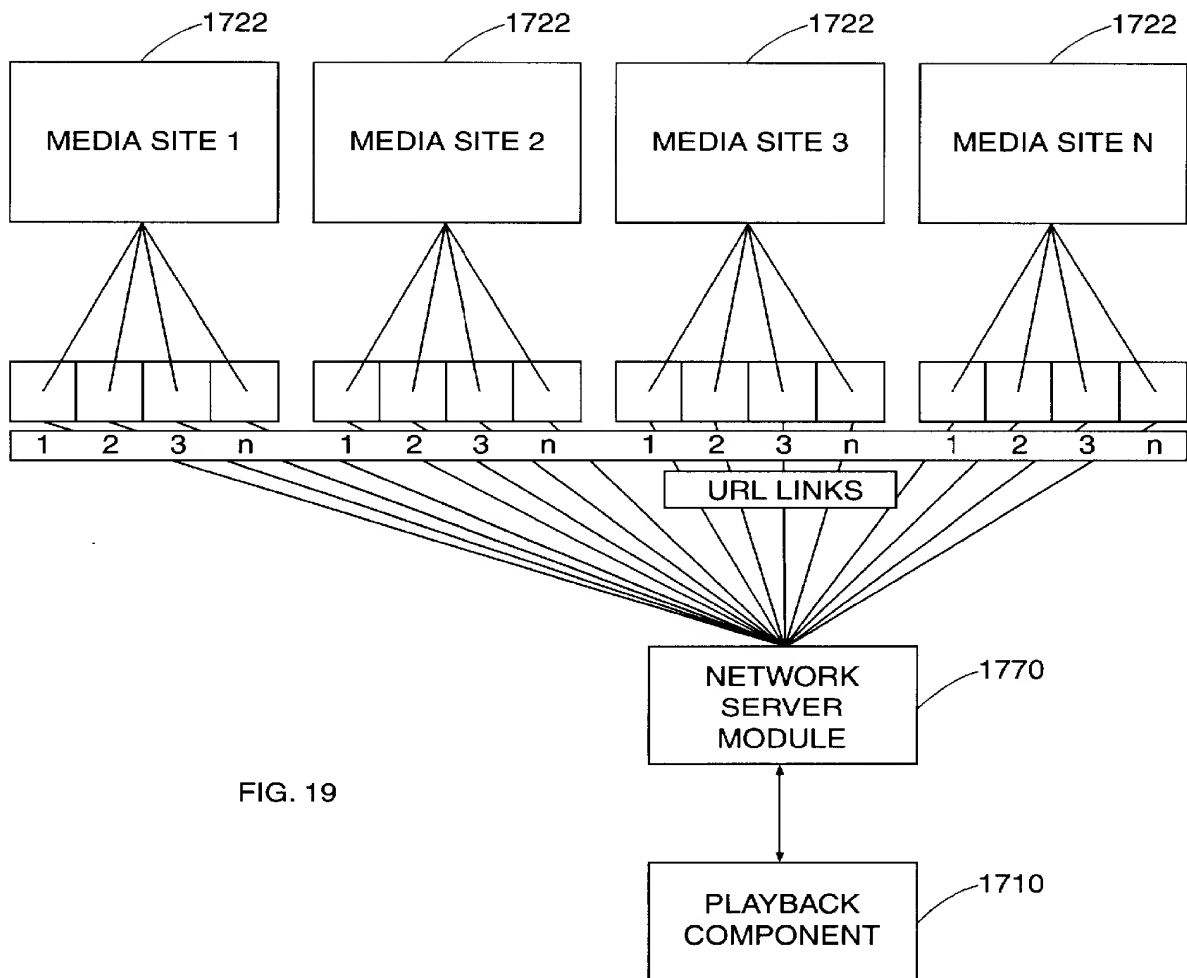 1722 1722 1722 1722
MEDIA SITE 1 MEDIA SITE 2 MEDIA SITE 3 MEDIA SITE N
1 2 3 n 1 2 3 n 1 2 3 n 1 2 3 n
URL LINKS
NETWORK
SERVER
MODULE
1770
FIG. 19
PLAYBACK
COMPONENT
1710